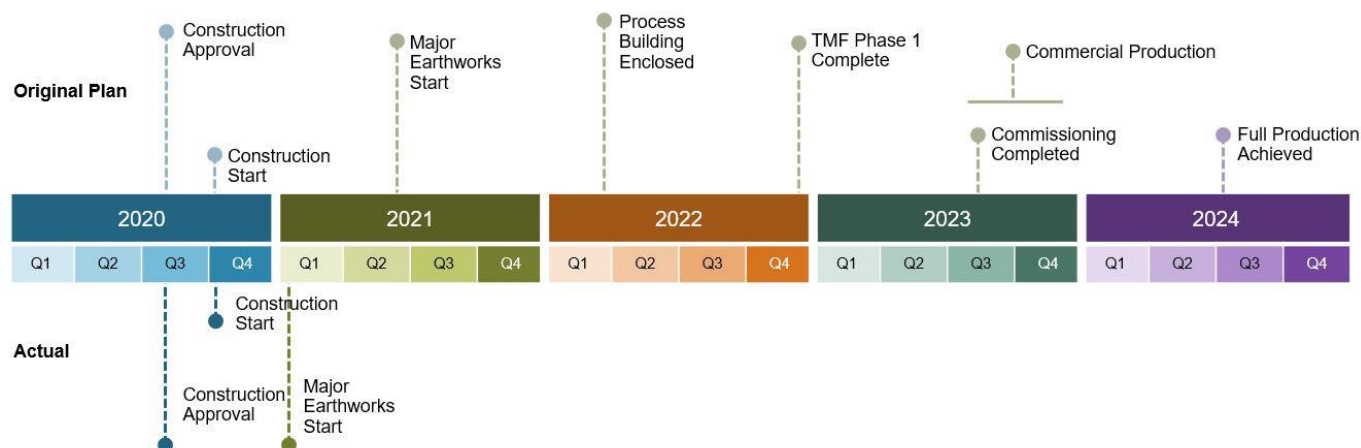 Construction
Approval
Major
Earthworks
Start
Process
Building
Enclosed
TMF Phase 1
Complete
Commercial Production
Original Plan
Construction
Start
Commissioning
Completed
Full Production
Achieved
2020
2021
2022
2023
2024
Q1 Q2 Q3 Q4
Q1 Q2 Q3 Q4
Q1 Q2 Q3 Q4
Q1 Q2 Q3 Q4
Q1 Q2 Q3 Q4
Construction
Start
Actual
Construction
Approval
Major
Earthworks
Start